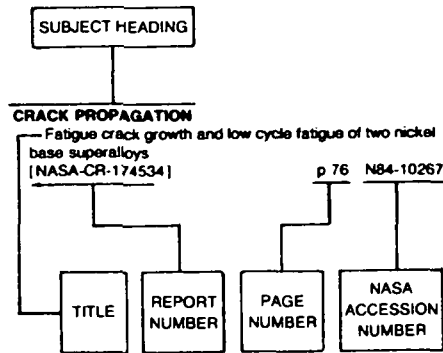 SUBJECT HEADING
CRACK PROPAGATION
Fatigue crack growth and low cycle fatigue of two nickel
base superalloys
[NASA-CR-174534] p 76 N84-10267
TITLE
REPORT
NUMBER
PAGE
NUMBER
NASA
ACCESSION
NUMBER